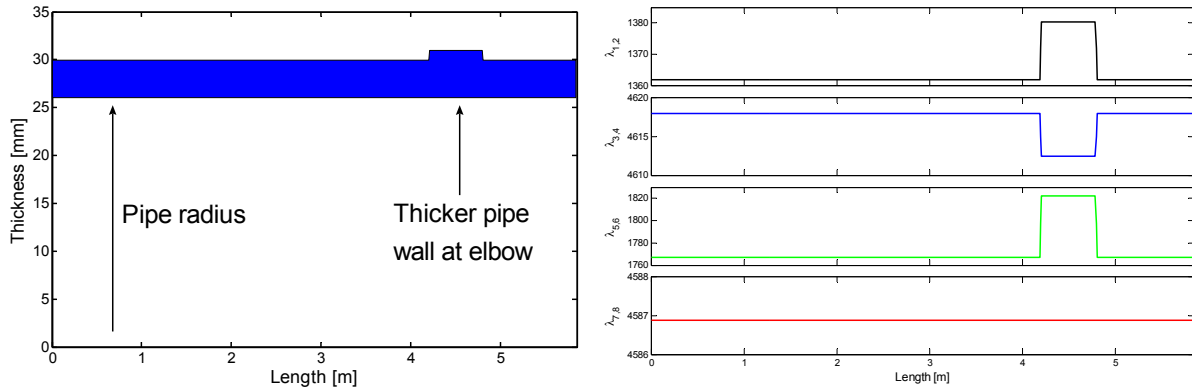 35
30
25
20
15
10
5
0
Thickness [mm]
Pipe radius
Thicker pipe
wall at elbow
0 1 2 3 4 5
Length [m]
1380
1370
1360
λ1,2
4620
4615
4610
λ3,4
1820
1800
1780
1760
λ5,6
4588
4587
4586
λ7,8
0 1 2 3 4 5
Length [m]